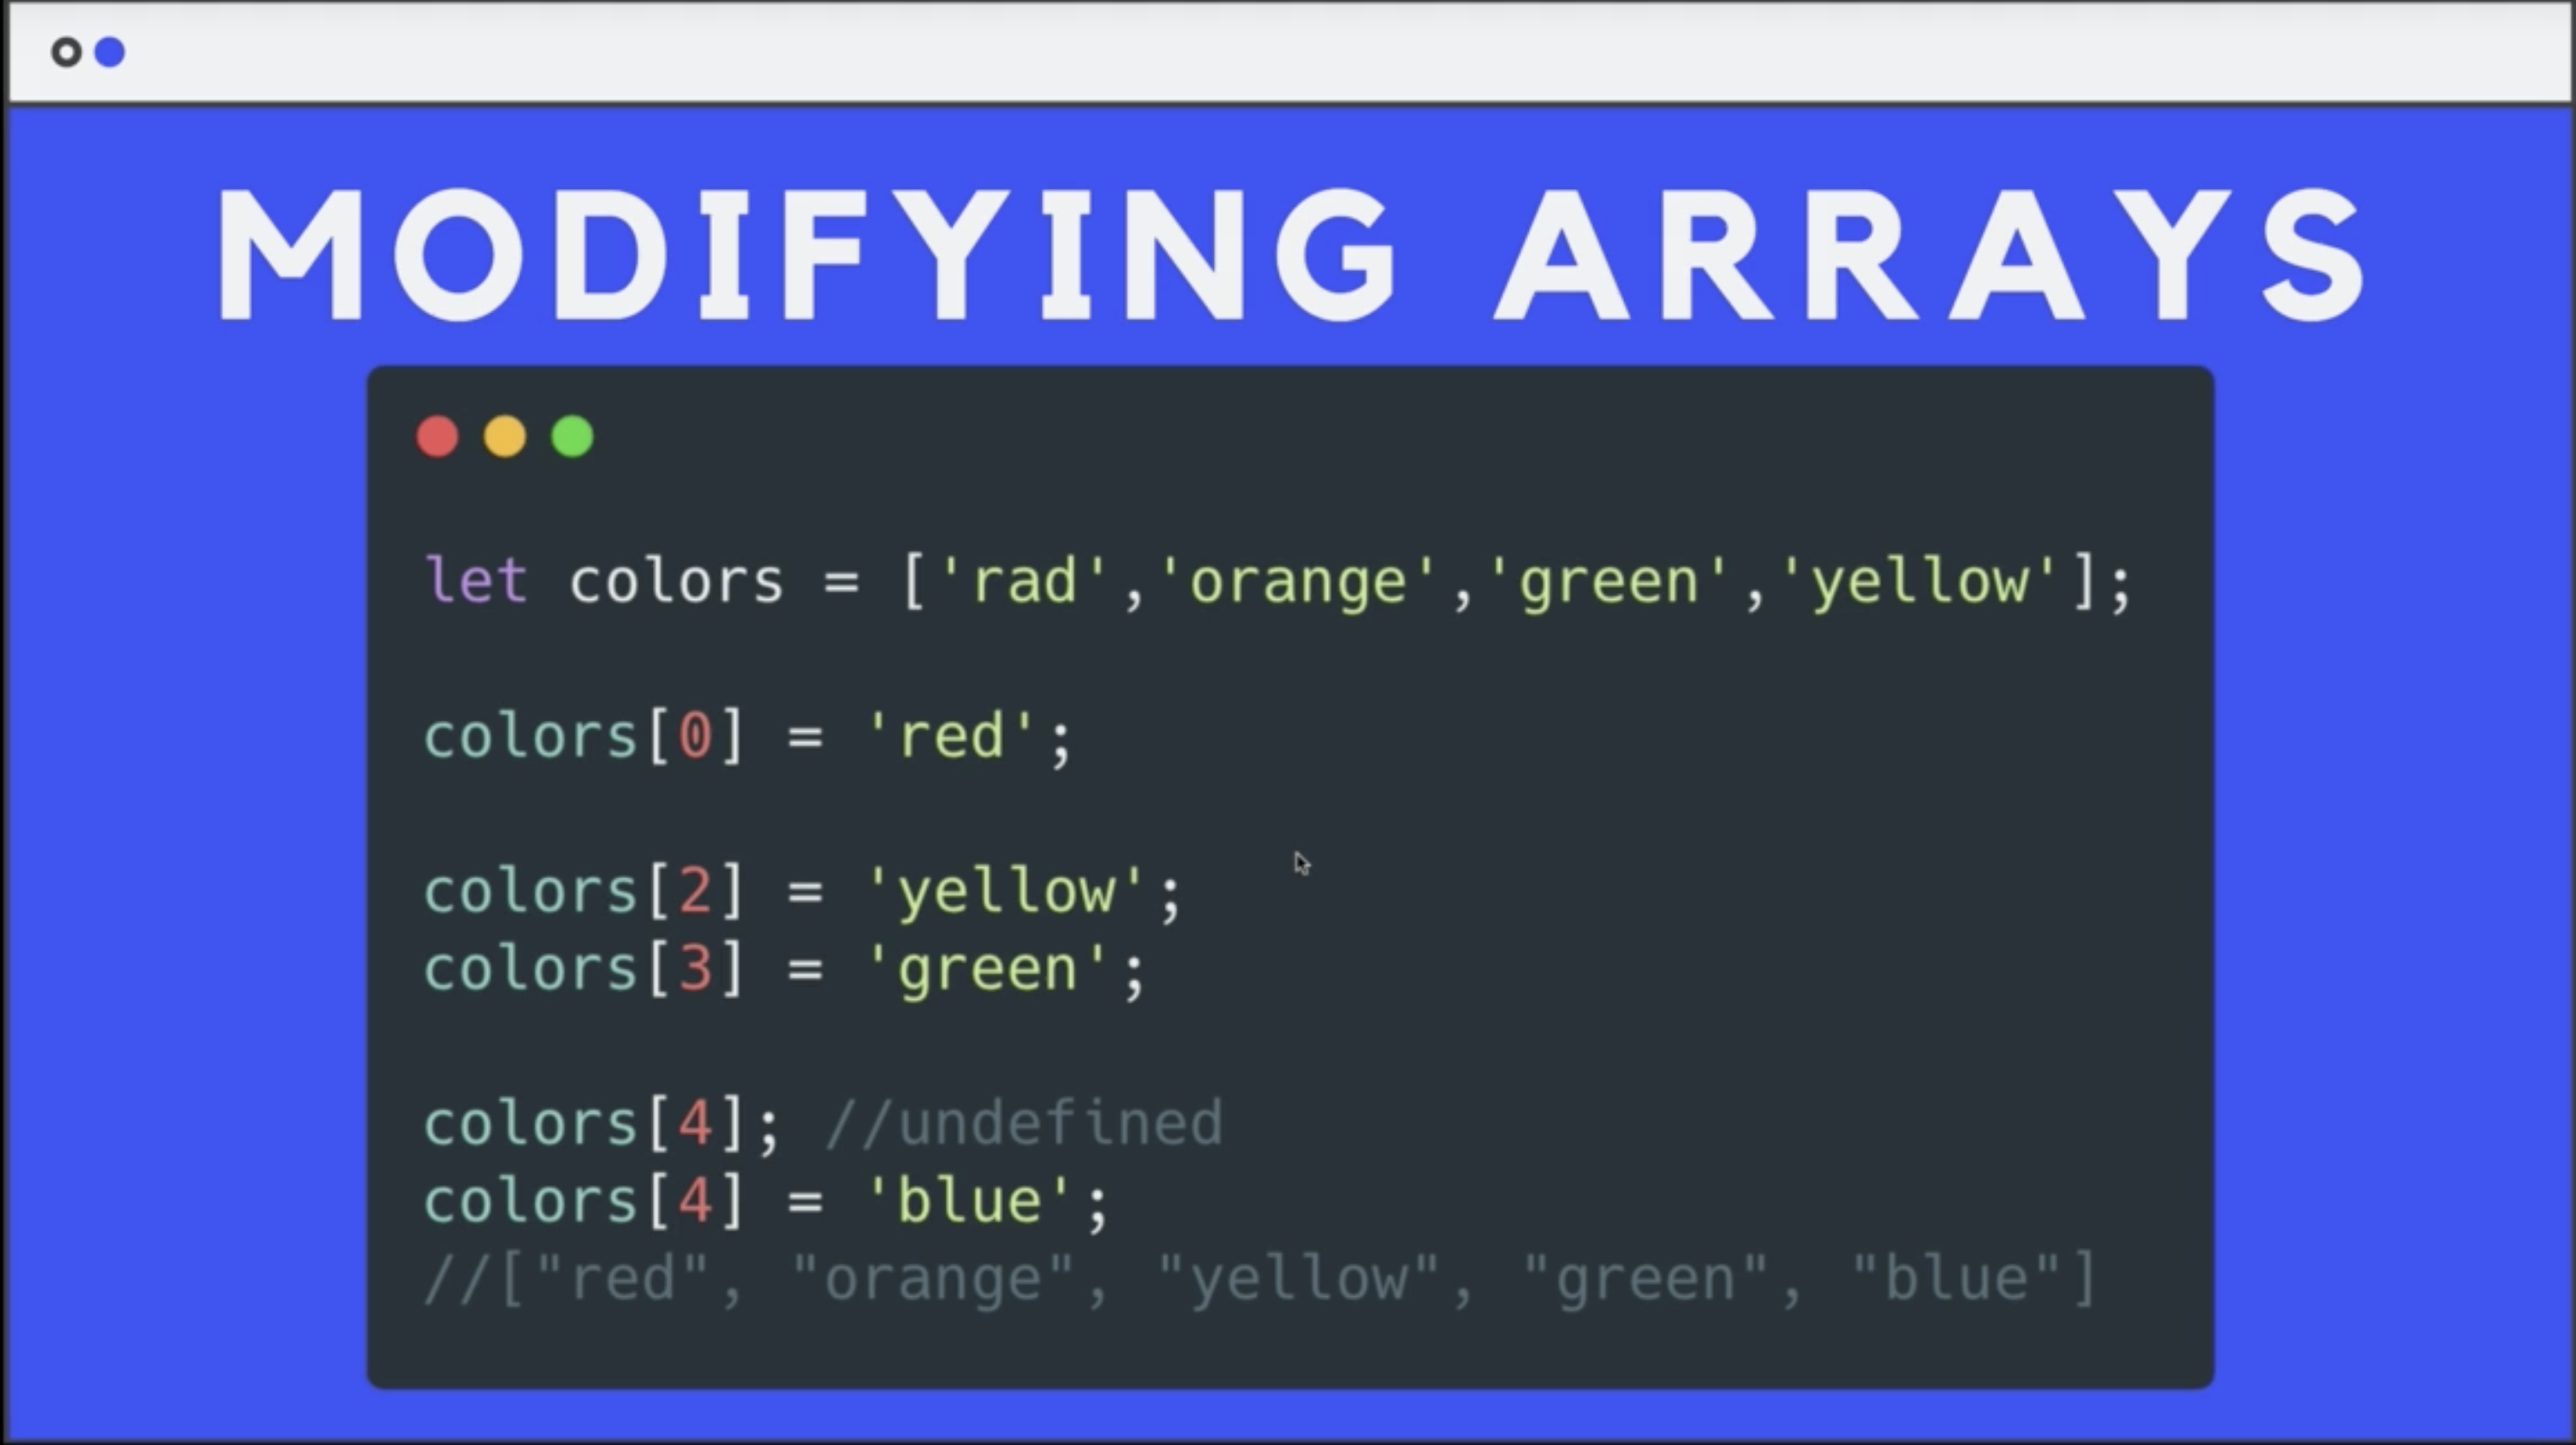 MODIFYING ARRAYS
let colors = ['rad','orange','green','yellow'];
colors[0] = 'red';
colors[2] = 'yellow';
colors[3] = 'green';
colors[4]; //undefined
colors[4] = 'blue';
//["red", "orange", "yellow", "green", "blue"]